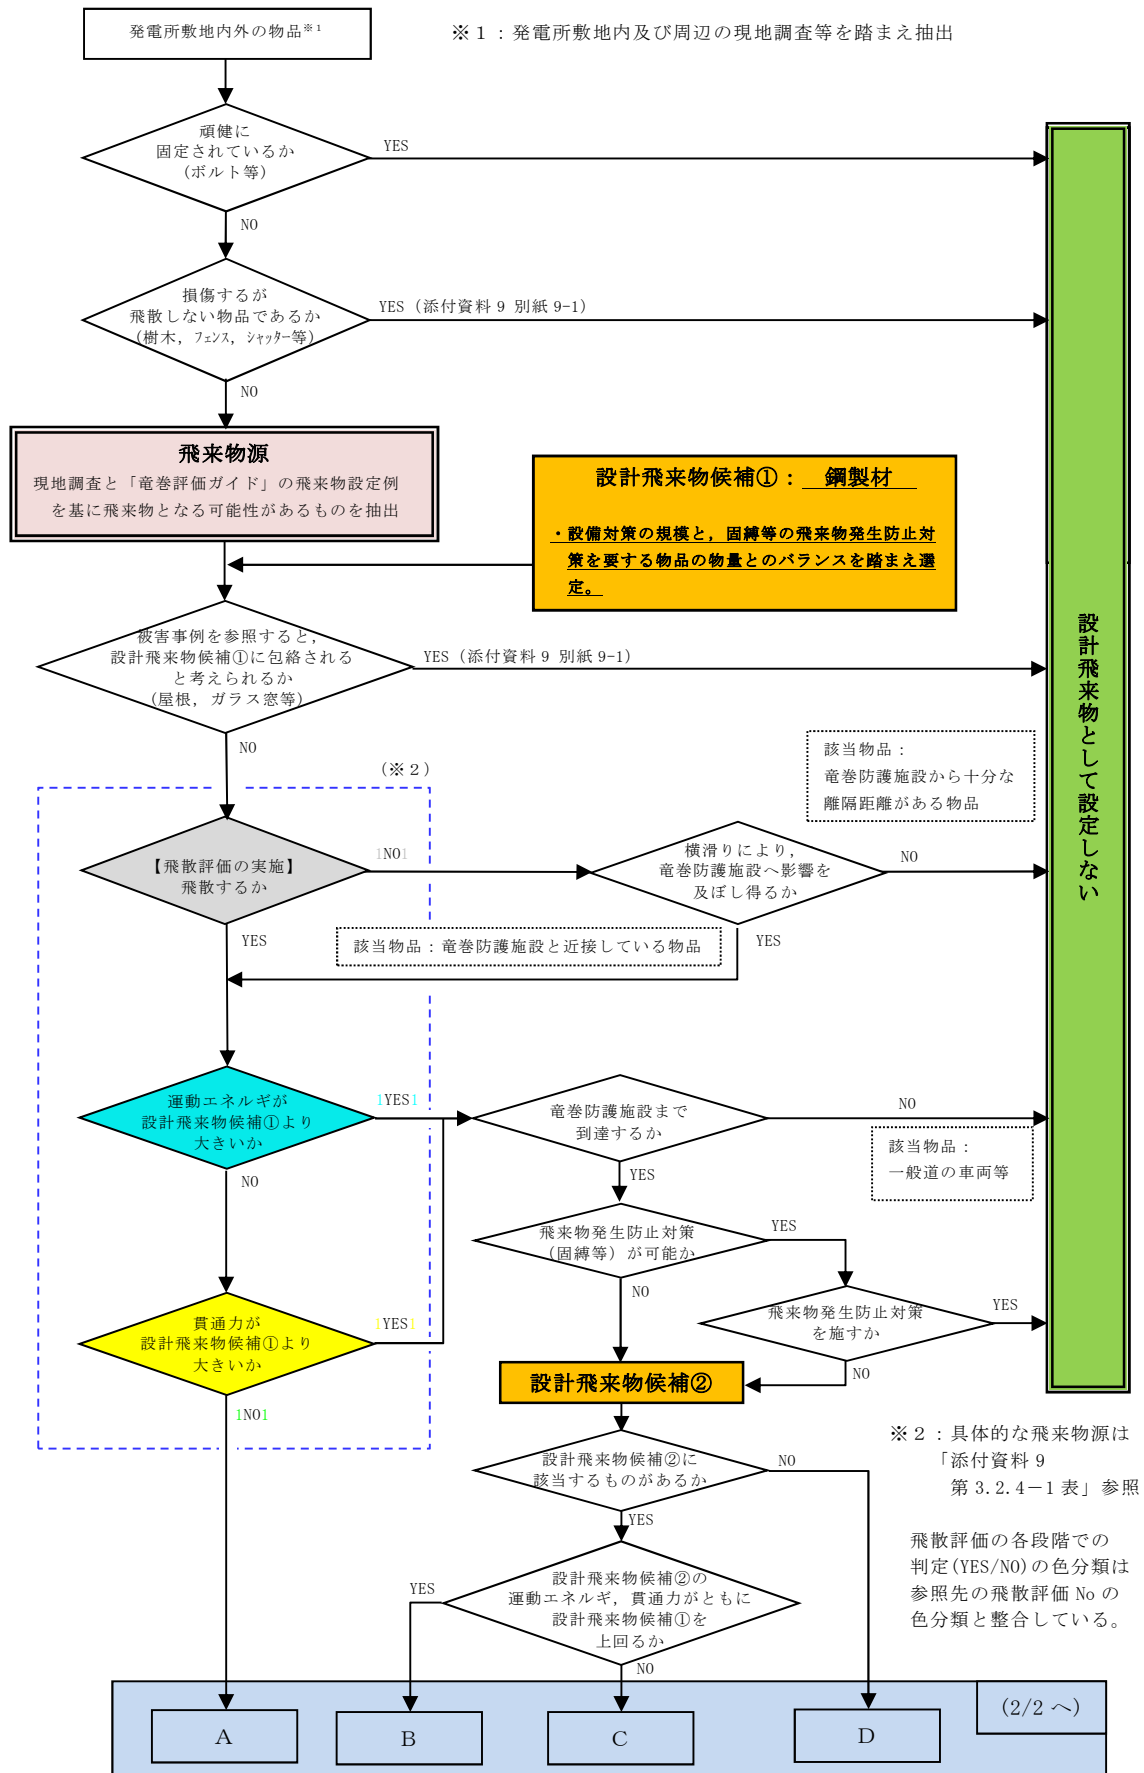 発電所敷地内外の物品※1
※1：発電所敷地内及び周辺の現地調査等を踏まえ抽出
頑健に
固定されているか
(ボルト等)
YES
NO
損傷するが
飛散しない物品であるか
(樹木，フェンス，シャッター等)
YES（添付資料9 別紙9-1）
NO
飛来物源
現地調査と「竜巻評価ガイド」の飛来物設定例
を基に飛来物となる可能性があるものを抽出
設計飛来物候補①： 鋼製材
・設備対策の規模と，固縛等の飛来物発生防止対
策を要する物品の物量とのバランスを踏まえ選
定。
被害事例を参照すると，
設計飛来物候補①に包絡される
と考えられるか
(屋根，ガラス窓等)
YES（添付資料9 別紙9-1）
NO
設計飛来物として設定しない
該当物品：
竜巻防護施設から十分な
離隔距離がある物品
(※2)
【飛散評価の実施】
飛散するか
1NO1
横滑りにより，
竜巻防護施設へ影響を
及ぼし得るか
NO
YES
該当物品：竜巻防護施設と近接している物品
YES
運動エネルギが
設計飛来物候補①より
大きいか
1YES1
NO
竜巻防護施設まで
到達するか
NO
該当物品：
一般道の車両等
YES
飛来物発生防止対策
（固縛等）が可能か
YES
NO
飛来物発生防止対策
を施すか
YES
NO
貫通力が
設計飛来物候補①より
大きいか
1YES1
1NO1
設計飛来物候補②
設計飛来物候補②に
該当するものがあるか
NO
YES
設計飛来物候補②の
運動エネルギ，貫通力がともに
設計飛来物候補①を
上回るか
YES
NO
※2：具体的な飛来物源は
「添付資料9
第3.2.4－1表」参照
飛散評価の各段階での
判定(YES/NO)の色分類は
参照先の飛散評価Noの
色分類と整合している。
(2/2へ)
A
B
C
D